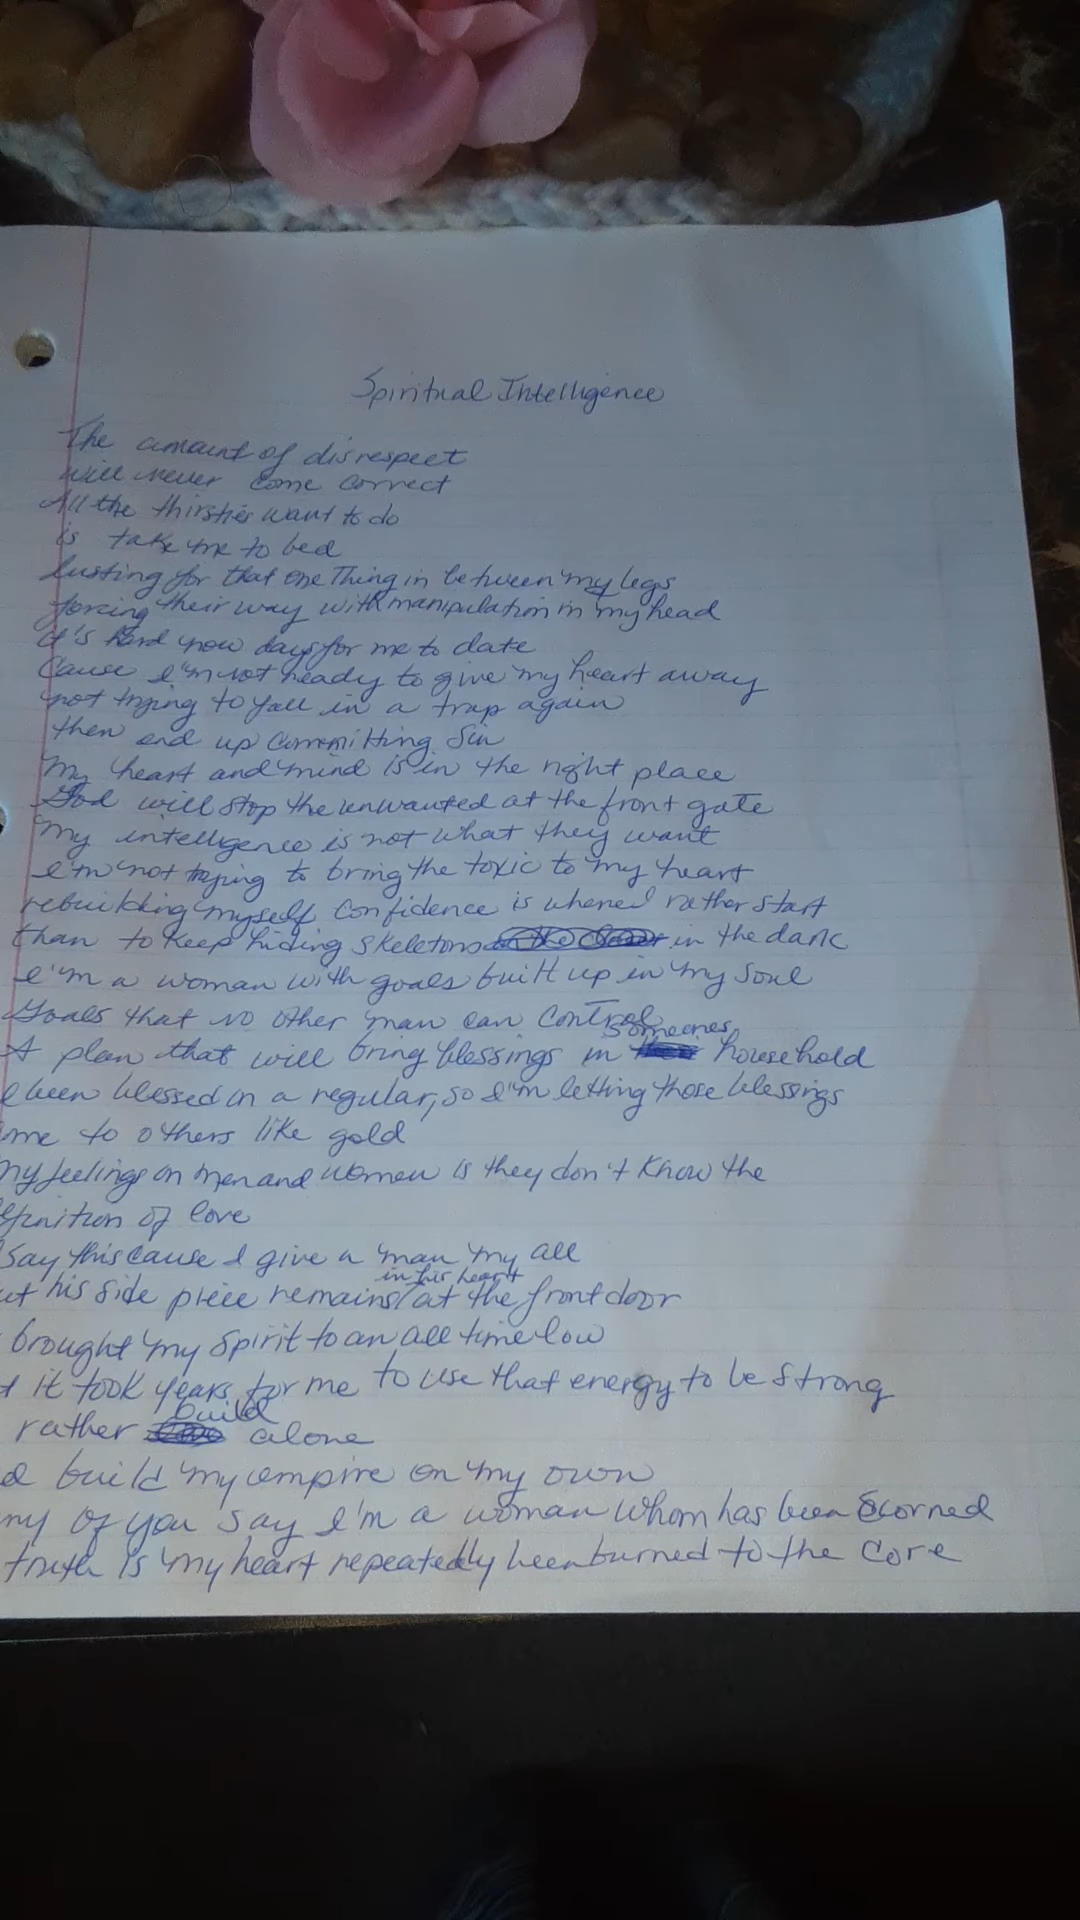 Spiritual Intelligence
The amount of disrespect
will never come correct
All the thirsties want to do
is take me to bed
lusting for that one Thing in between my legs
forcing their way with manipulation in my head
it's hard now days for me to date
Cause I'm not ready to give my heart away
not trying to fall in a trap again
then end up committing sin
My heart and mind is in the right place
God will stop the unwanted at the front gate
My intelligence is not what they want
I'm not trying to bring the toxic to my heart
rebuilding myself confidence is where rather start
than to keep hiding skeletons in the dark
I'm a woman with goals built up in my soul
Goals that no other man can control
A plan that will bring blessings in someones household
I been blessed on a regular, so I'm letting those blessings
me to others like gold
my feelings on men and women is they don't know the
finition of love
say this cause I give a man my all
ut his side piece remains in his heart at the front door
brought my spirit to an all time low
it took years for me to use that energy to be strong
rather build alone
d build my empire on my own
ny of you say I'm a woman whom has been scorned
truth is my heart repeatedly been burned to the core